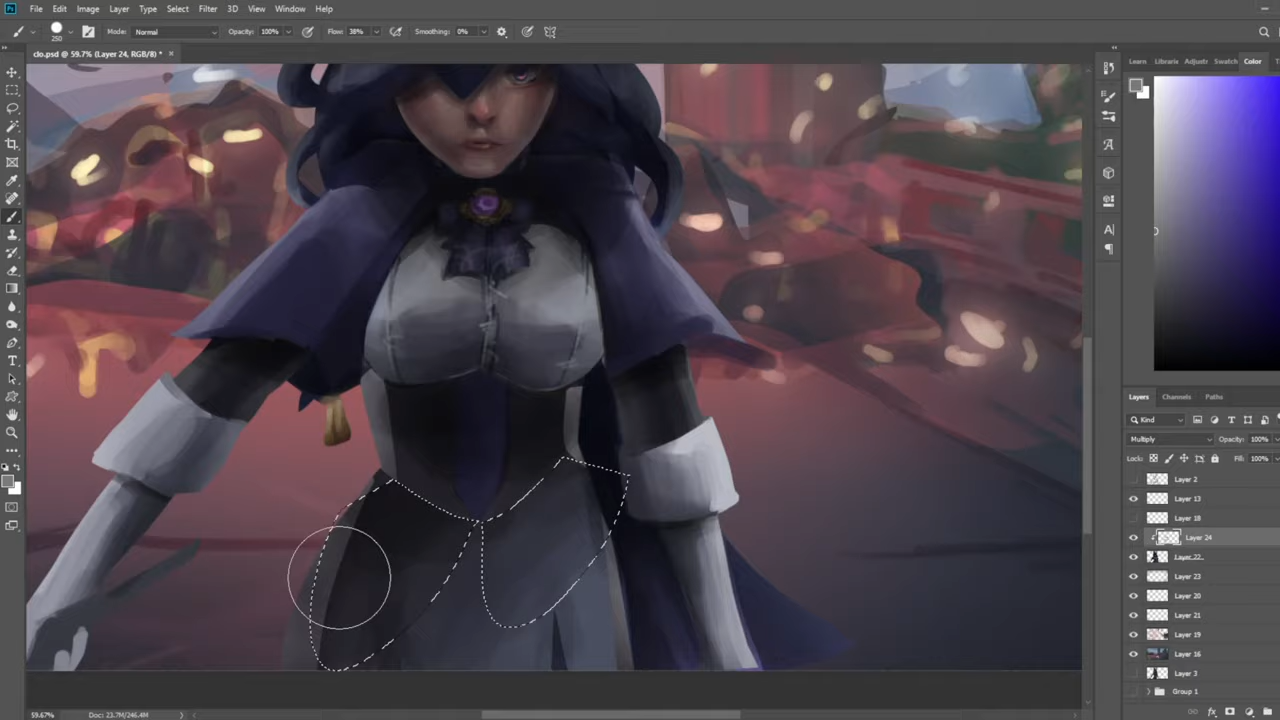 Ps File Edit Image Layer Type Select Filter 3D View Window Help
250 Mode: Normal Opacity: 100% Flow: 38% Smoothing: 0%
clo.psd @ 59.7% (Layer 24, RGB/8) * ×
Learn Librarie Adjustr Swatch Color
T
A|
Layers Channels Paths
Kind T
Multiply Opacity: 100%
Lock: Fill: 100%
Layer 2
Layer 13
Layer 18
Layer 24
Layer 22
Layer 23
Layer 20
Layer 21
Layer 19
Layer 16
Layer 3
Group 1
fx
59.67% Doc: 23.7M/246.4M